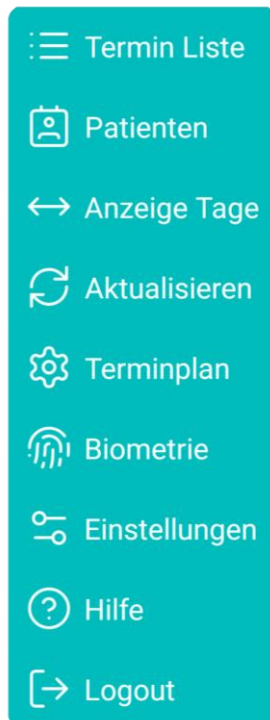 Termin Liste
Patienten
Anzeige Tage
Aktualisieren
Terminplan
Biometrie
Einstellungen
Hilfe
Logout